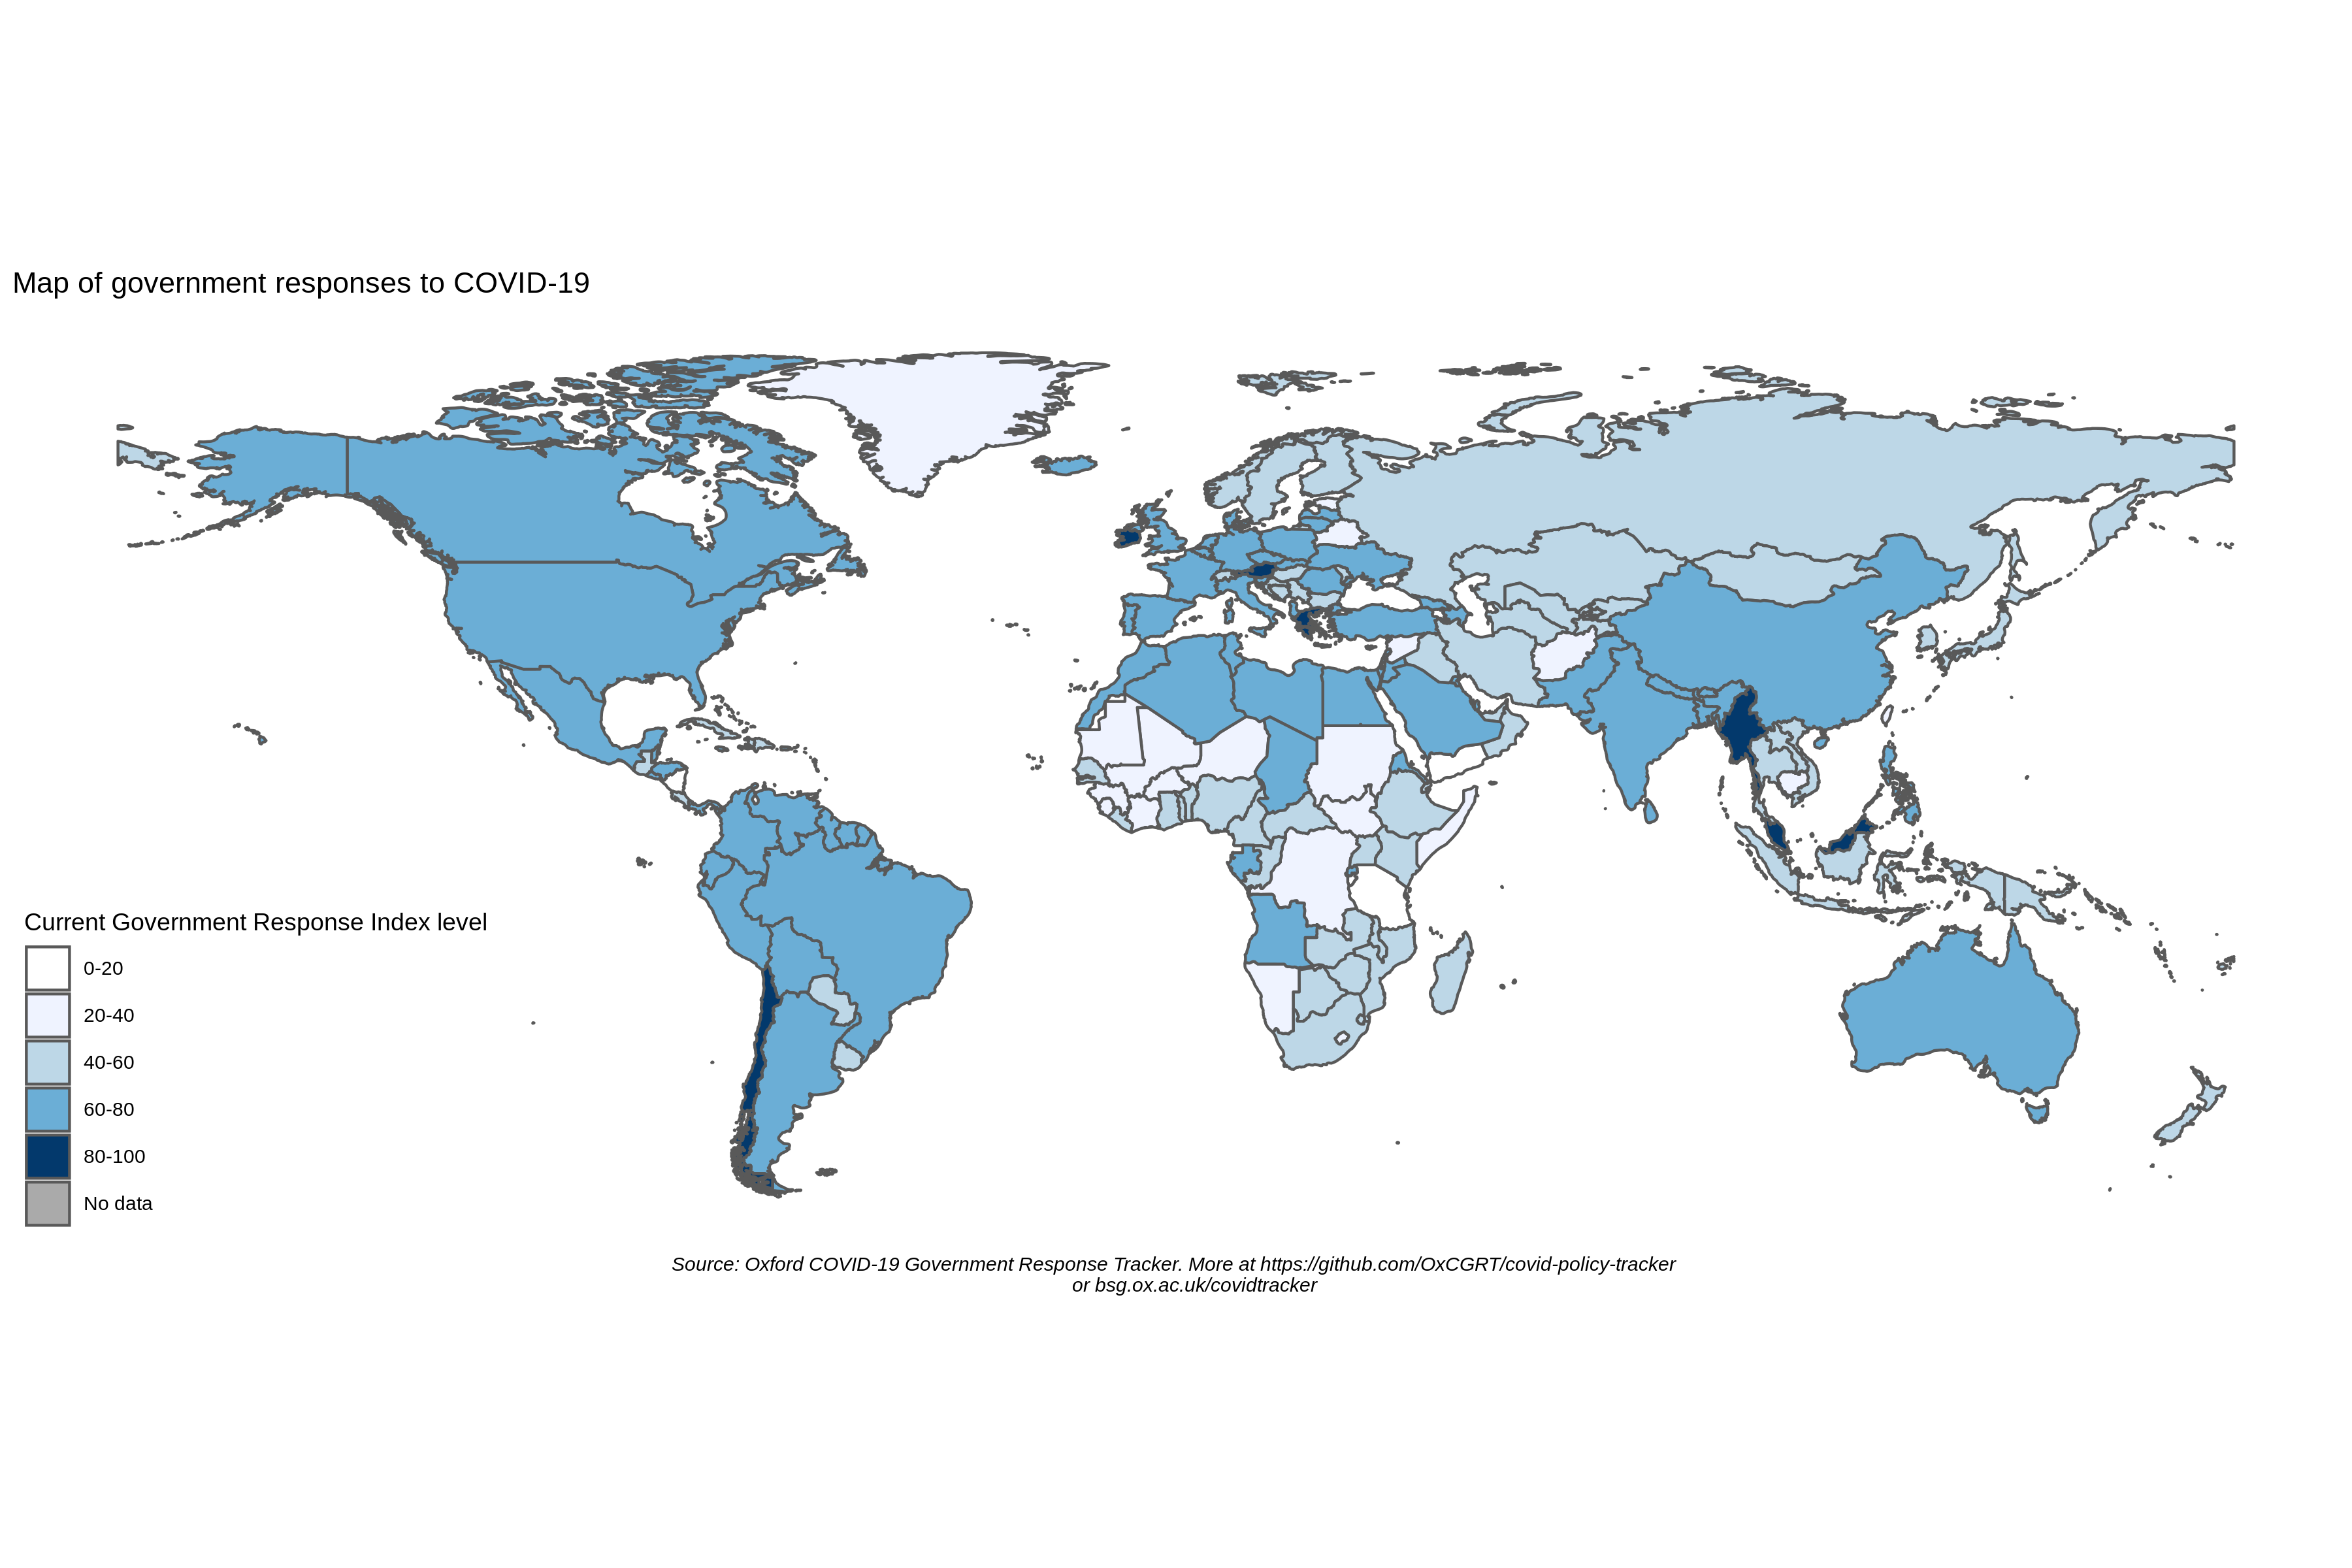 Map of government responses to COVID-19
Current Government Response Index level
0-20
20-40
40-60
60-80
80-100
No data
Source: Oxford COVID-19 Government Response Tracker. More at https://github.com/OxCGRT/covid-policy-tracker
or bsg.ox.ac.uk/covidtracker